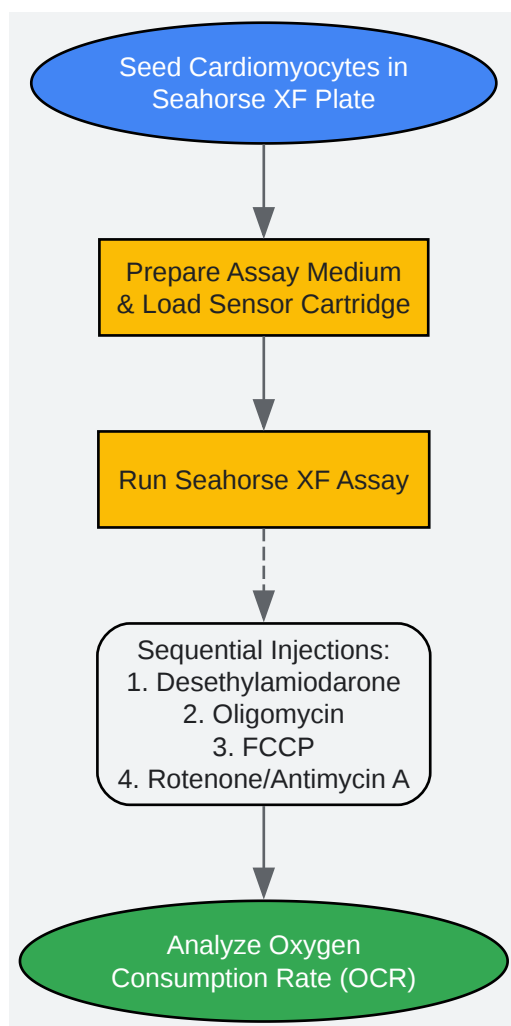 Seed Cardiomyocytes in
Seahorse XF Plate
Prepare Assay Medium
& Load Sensor Cartridge
Run Seahorse XF Assay
Sequential Injections:
1. Desethylamiodarone
2. Oligomycin
3. FCCP
4. Rotenone/Antimycin A
Analyze Oxygen
Consumption Rate (OCR)